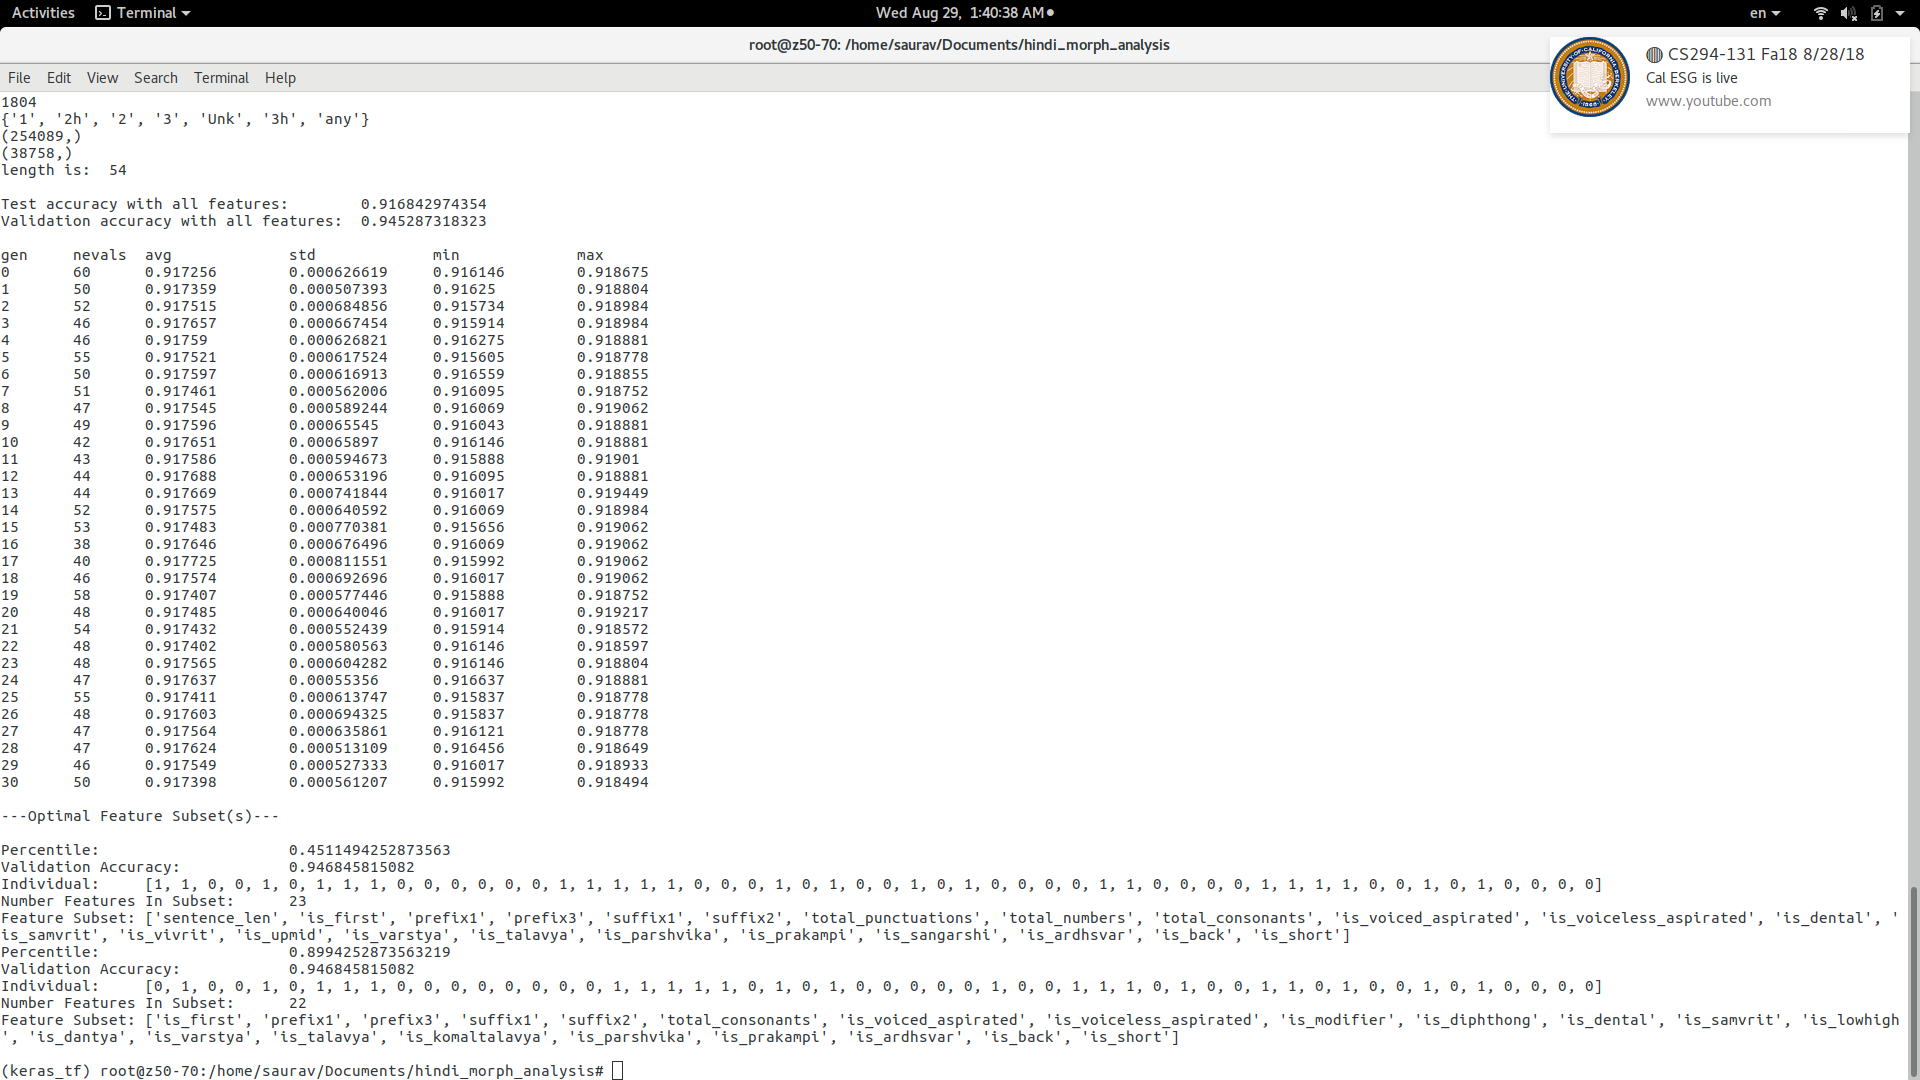 Activities Terminal Wed Aug 29, 1:40:38 AM en
root@z50-70: /home/saurav/Documents/hindi_morph_analysis
CS294-131 Fa18 8/28/18
Cal ESG is live
www.youtube.com
File Edit View Search Terminal Help
1804
{'1', '2h', '2', '3', 'Unk', '3h', 'any'}
(254089,)
(38758,)
length is:  54
Test accuracy with all features:        0.916842974354
Validation accuracy with all features:  0.945287318323
gen nevals avg std min max
0 60 0.917256 0.000626619 0.916146 0.918675
1 50 0.917359 0.000507393 0.91625 0.918804
2 52 0.917515 0.000684856 0.915734 0.918984
3 46 0.917657 0.000667454 0.915914 0.918984
4 46 0.91759 0.000626821 0.916275 0.918881
5 55 0.917521 0.000617524 0.915605 0.918778
6 50 0.917597 0.000616913 0.916559 0.918855
7 51 0.917461 0.000562006 0.916095 0.918752
8 47 0.917545 0.000589244 0.916069 0.919062
9 49 0.917596 0.00065545 0.916043 0.918881
10 42 0.917651 0.00065897 0.916146 0.918881
11 43 0.917586 0.000594673 0.915888 0.91901
12 44 0.917688 0.000653196 0.916095 0.918881
13 44 0.917669 0.000741844 0.916017 0.919449
14 52 0.917575 0.000640592 0.916069 0.918984
15 53 0.917483 0.000770381 0.915656 0.919062
16 38 0.917646 0.000676496 0.916069 0.919062
17 40 0.917725 0.000811551 0.915992 0.919062
18 46 0.917574 0.000692696 0.916017 0.919062
19 58 0.917407 0.000577446 0.915888 0.918752
20 48 0.917485 0.000640046 0.916017 0.919217
21 54 0.917432 0.000552439 0.915914 0.918572
22 48 0.917402 0.000580563 0.916146 0.918597
23 48 0.917565 0.000604282 0.916146 0.918804
24 47 0.917637 0.00055356 0.916637 0.918881
25 55 0.917411 0.000613747 0.915837 0.918778
26 48 0.917603 0.000694325 0.915837 0.918778
27 47 0.917564 0.000635861 0.916121 0.918778
28 47 0.917624 0.000513109 0.916456 0.918649
29 46 0.917549 0.000527333 0.916017 0.918933
30 50 0.917398 0.000561207 0.915992 0.918494
---Optimal Feature Subset(s)---
Percentile: 0.4511494252873563
Validation Accuracy: 0.946845815082
Individual: [1, 1, 0, 0, 1, 0, 1, 1, 1, 0, 0, 0, 0, 0, 0, 1, 1, 1, 1, 1, 0, 0, 0, 1, 0, 1, 0, 0, 1, 0, 1, 0, 0, 0, 0, 1, 1, 0, 0, 0, 0, 1, 1, 1, 1, 0, 0, 1, 0, 1, 0, 0, 0, 0]
Number Features In Subset: 23
Feature Subset: ['sentence_len', 'is_first', 'prefix1', 'prefix3', 'suffix1', 'suffix2', 'total_punctuations', 'total_numbers', 'total_consonants', 'is_voiced_aspirated', 'is_voiceless_aspirated', 'is_dental', '
is_samvrit', 'is_vivrit', 'is_upmid', 'is_varstya', 'is_talavya', 'is_parshvika', 'is_prakampi', 'is_sangarshi', 'is_ardhsvar', 'is_back', 'is_short']
Percentile: 0.8994252873563219
Validation Accuracy: 0.946845815082
Individual: [0, 1, 0, 0, 1, 0, 1, 1, 1, 0, 0, 0, 0, 0, 0, 0, 0, 1, 1, 1, 1, 1, 0, 1, 0, 1, 0, 0, 0, 0, 0, 1, 0, 0, 1, 1, 1, 0, 1, 0, 0, 1, 1, 0, 1, 0, 0, 1, 0, 1, 0, 0, 0, 0]
Number Features In Subset: 22
Feature Subset: ['is_first', 'prefix1', 'prefix3', 'suffix1', 'suffix2', 'total_consonants', 'is_voiced_aspirated', 'is_voiceless_aspirated', 'is_modifier', 'is_diphthong', 'is_dental', 'is_samvrit', 'is_lowhigh
', 'is_dantya', 'is_varstya', 'is_talavya', 'is_komaltalavya', 'is_parshvika', 'is_prakampi', 'is_ardhsvar', 'is_back', 'is_short']
(keras_tf) root@z50-70:/home/saurav/Documents/hindi_morph_analysis#